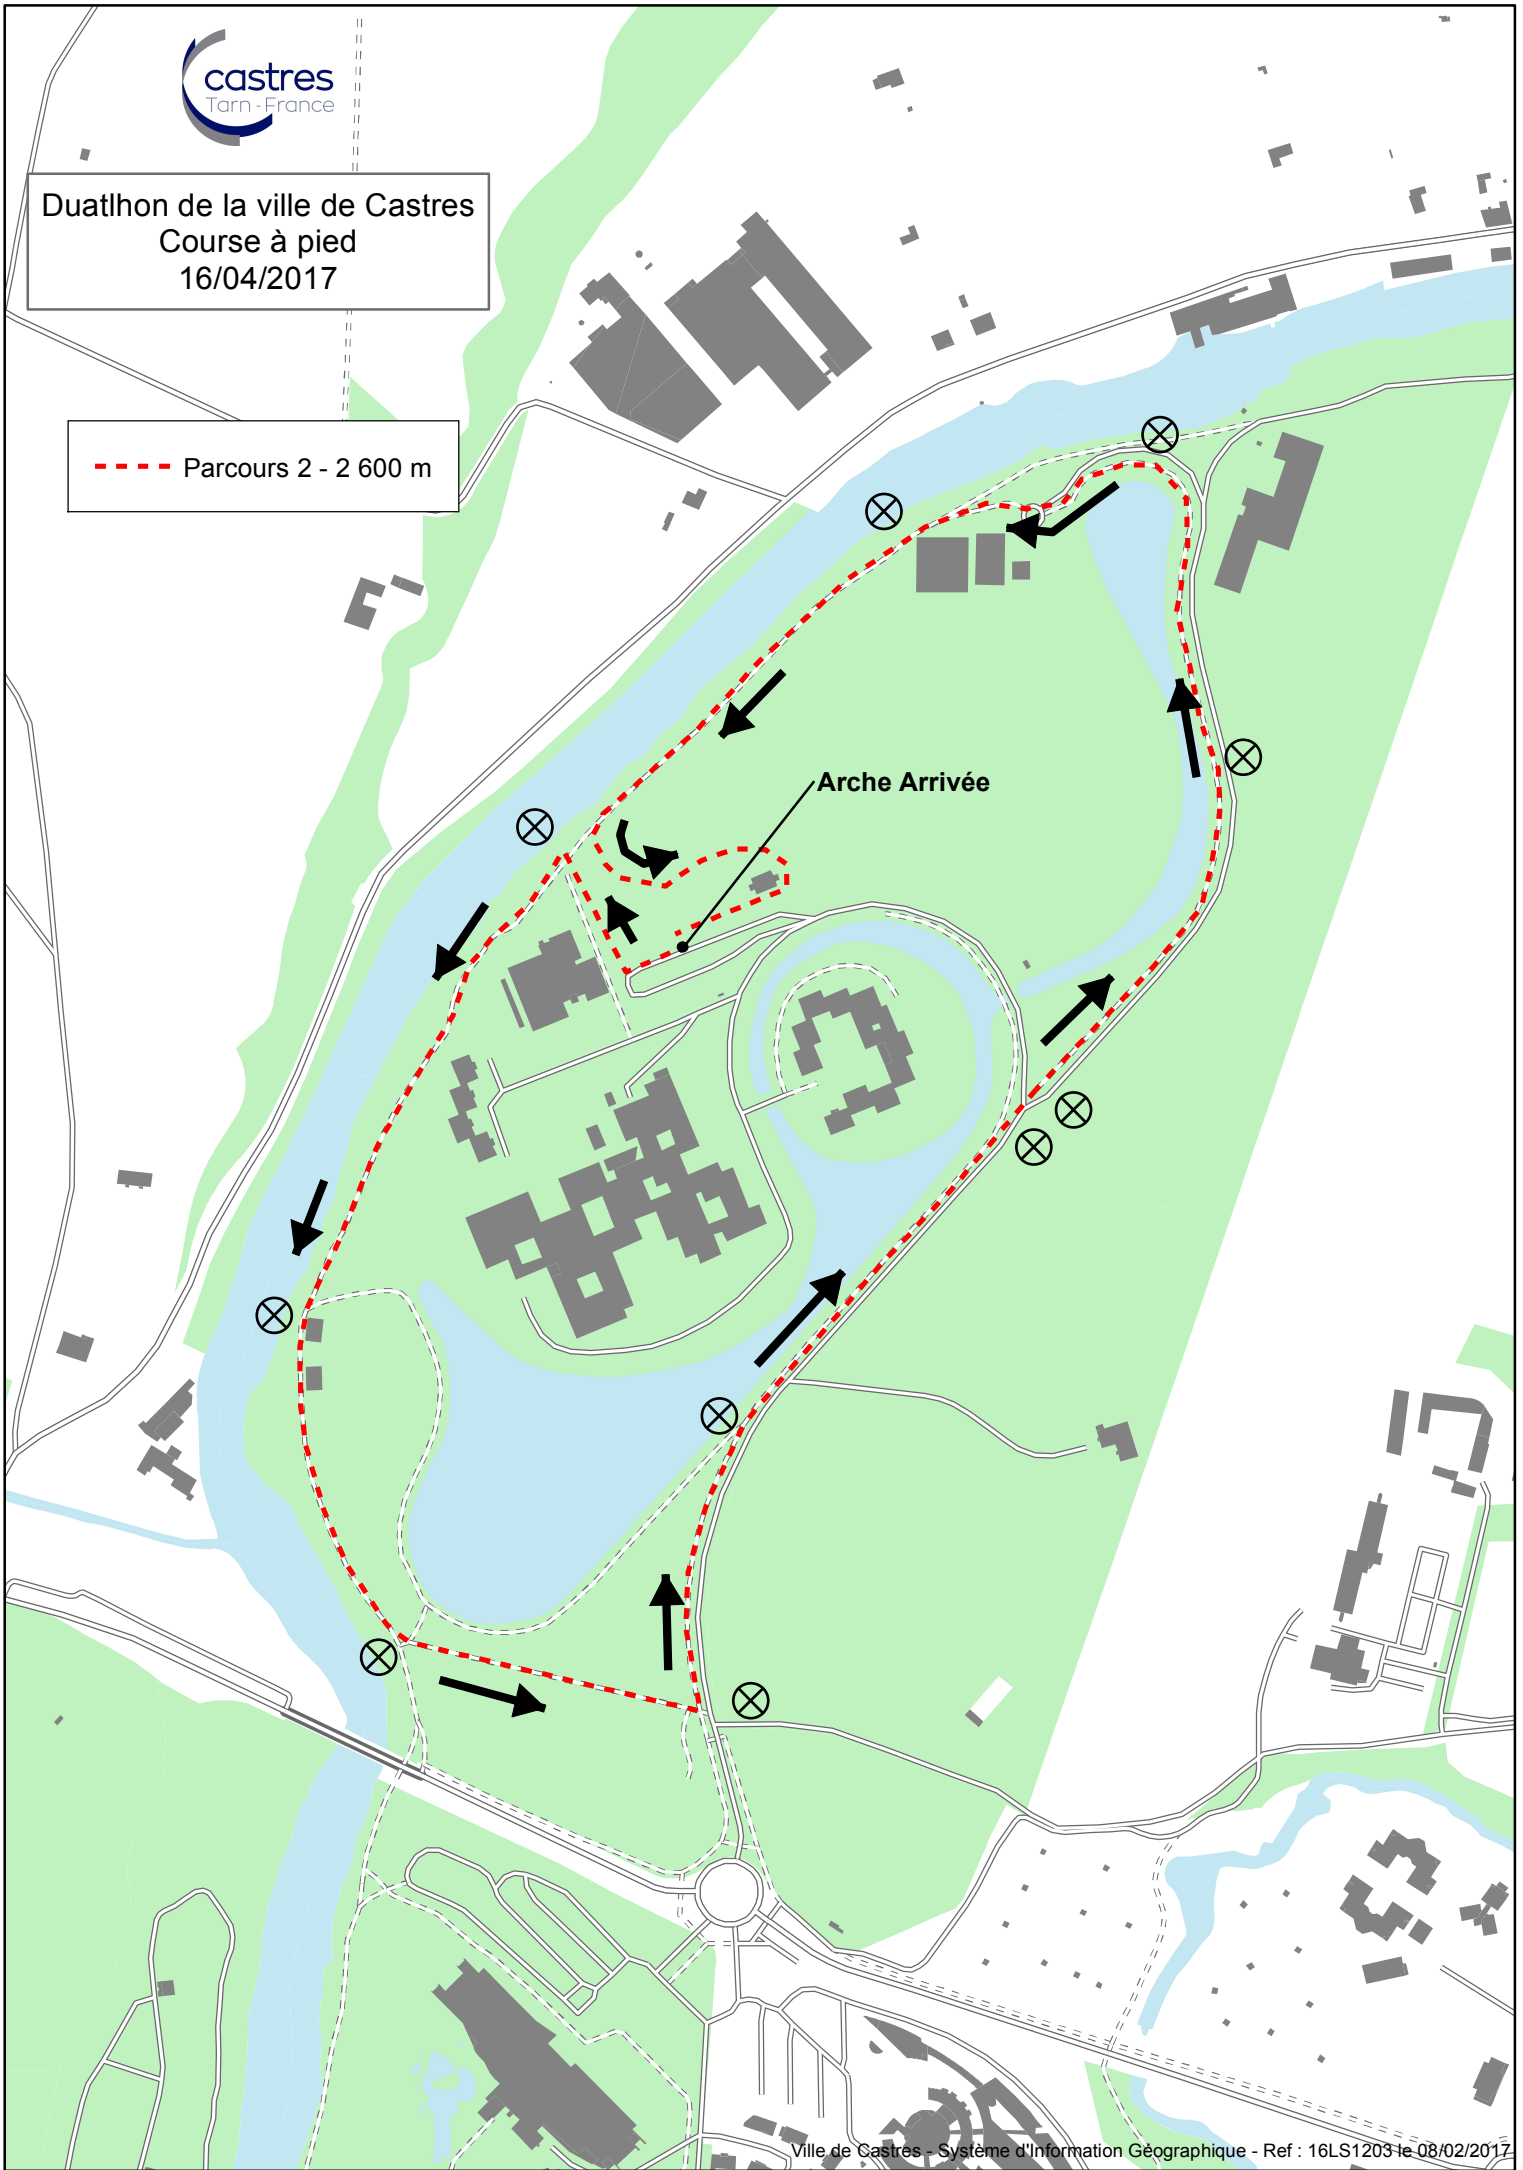 castres
Tarn - France
Duatlhon de la ville de Castres
Course à pied
16/04/2017
Parcours 2 - 2 600 m
Arche Arrivée
Ville de Castres - Système d'Information Géographique - Ref : 16LS1203 le 08/02/2017